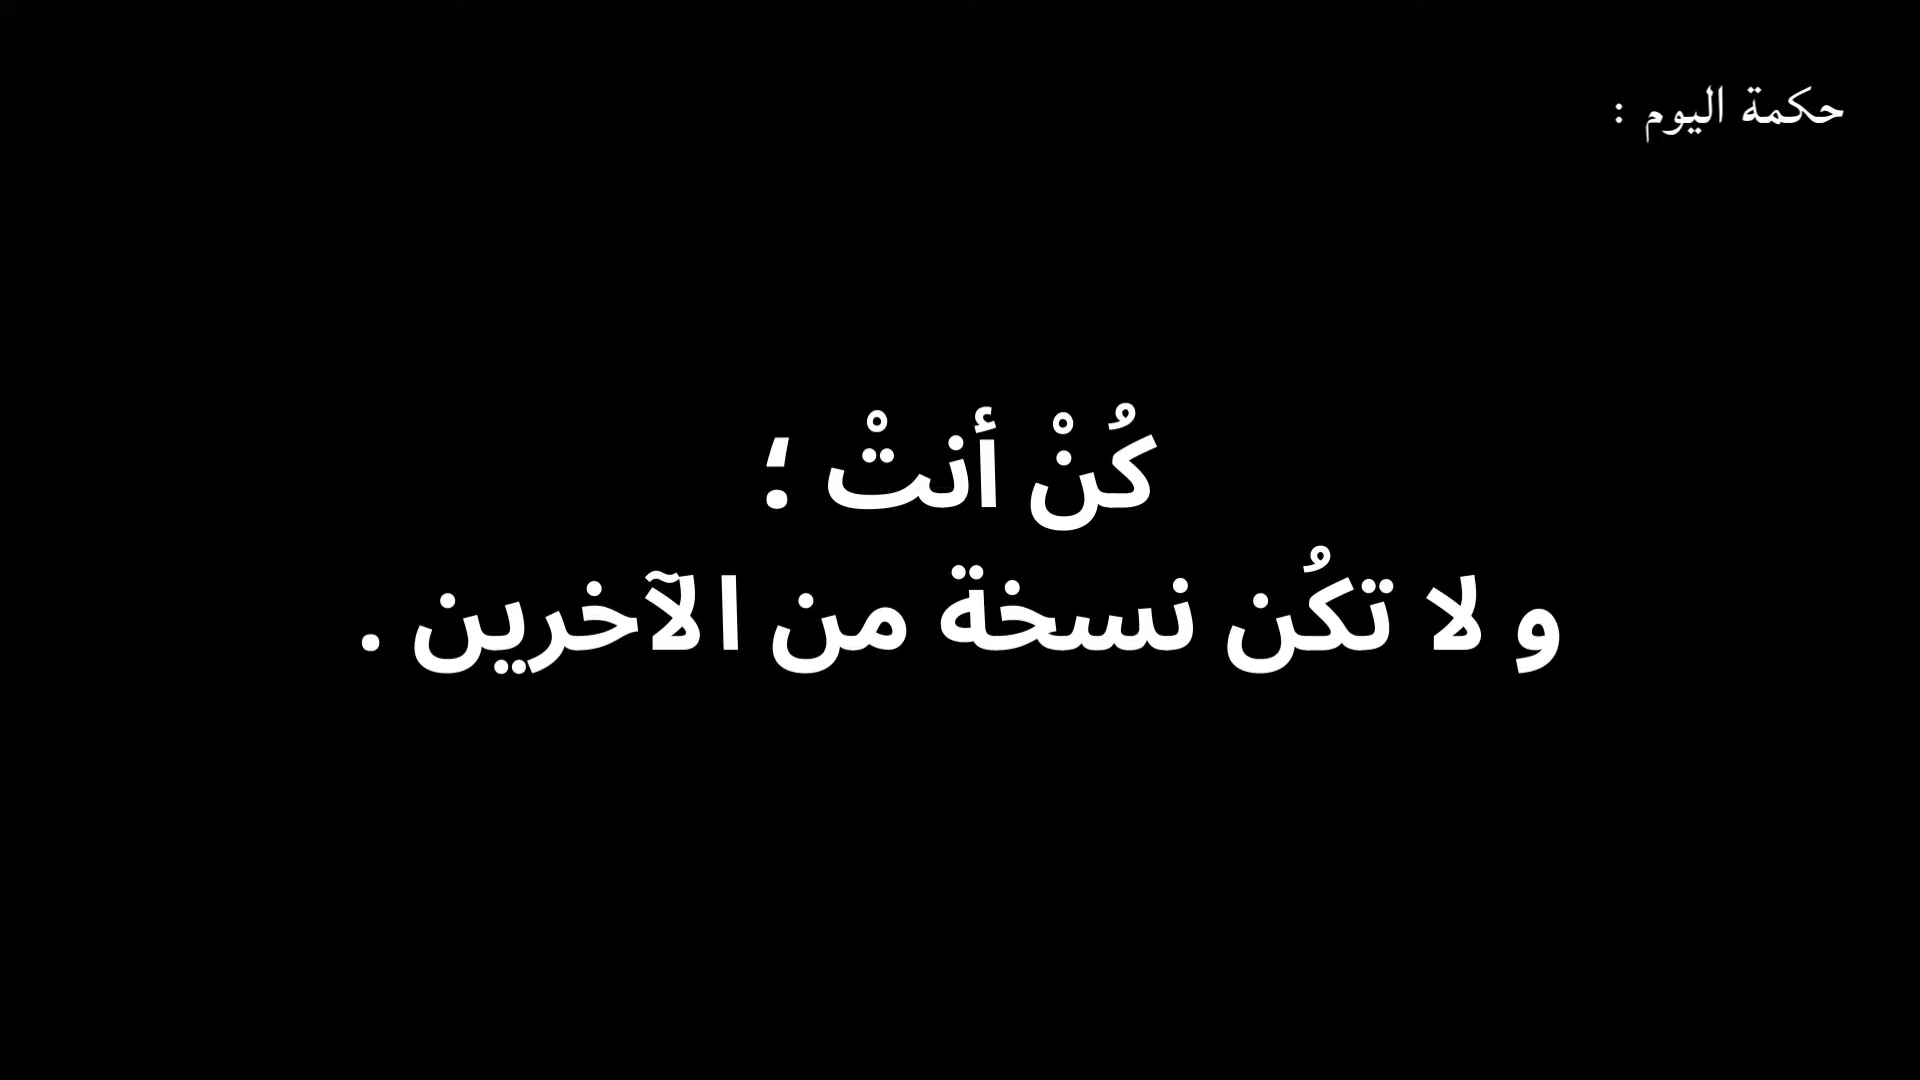 حكمة اليوم :
كُنْ أنتْ ؛
و لا تكُن نسخة من الآخرين .